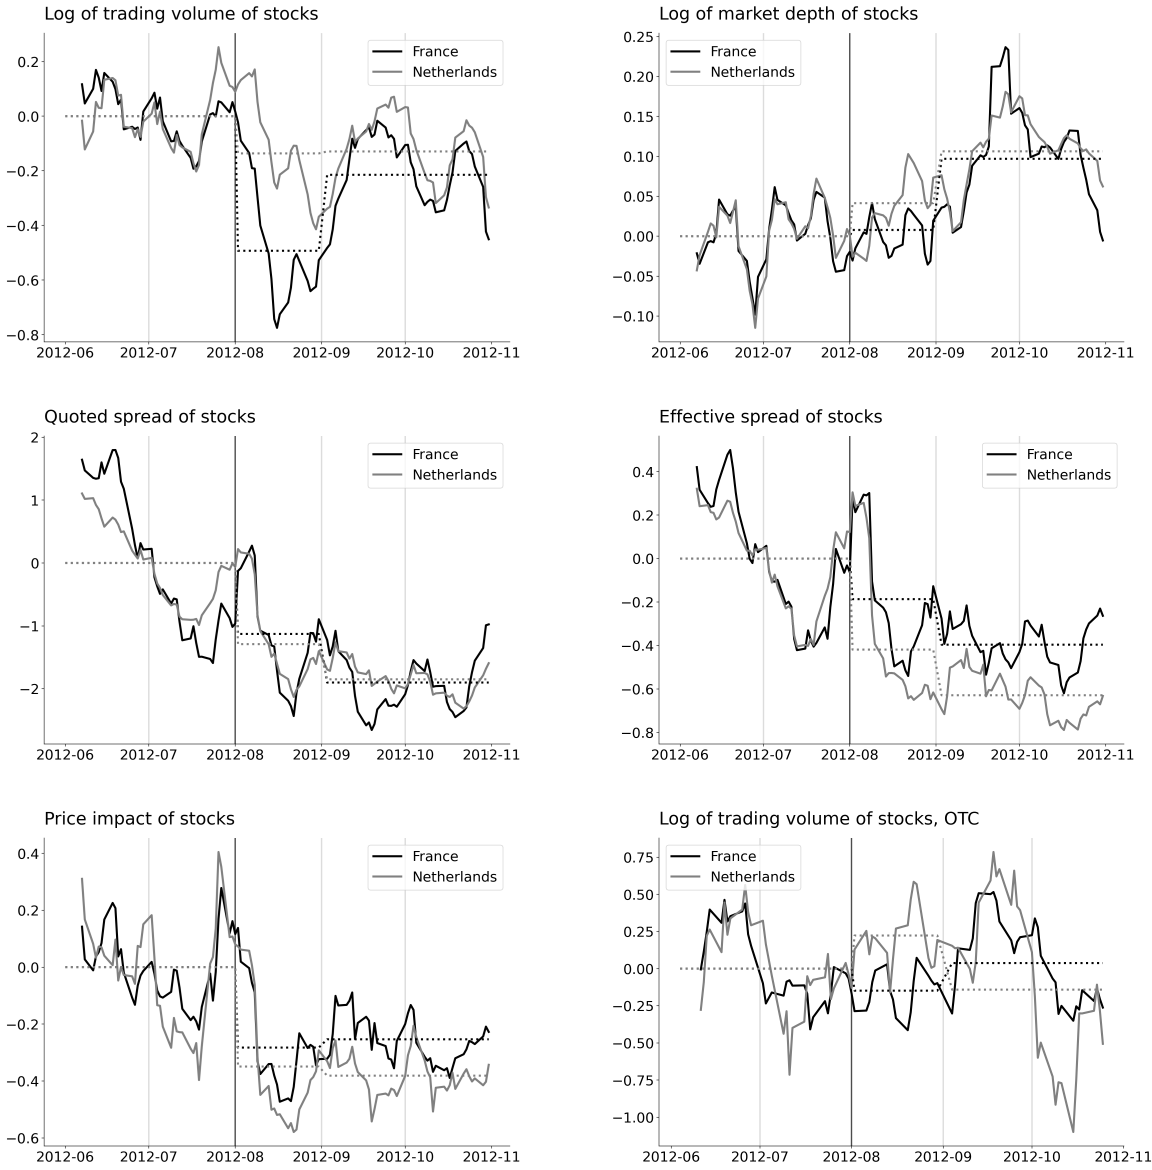 Log of trading volume of stocks
France
Netherlands
0.2
0.0
−0.2
−0.4
−0.6
−0.8
2012-06 2012-07 2012-08 2012-09 2012-10 2012-11
Log of market depth of stocks
France
Netherlands
0.25
0.20
0.15
0.10
0.05
0.00
−0.05
−0.10
2012-06 2012-07 2012-08 2012-09 2012-10 2012-11
Quoted spread of stocks
France
Netherlands
2
1
0
−1
−2
2012-06 2012-07 2012-08 2012-09 2012-10 2012-11
Effective spread of stocks
France
Netherlands
0.4
0.2
0.0
−0.2
−0.4
−0.6
−0.8
2012-06 2012-07 2012-08 2012-09 2012-10 2012-11
Price impact of stocks
France
Netherlands
0.4
0.2
0.0
−0.2
−0.4
−0.6
2012-06 2012-07 2012-08 2012-09 2012-10 2012-11
Log of trading volume of stocks, OTC
France
Netherlands
0.75
0.50
0.25
0.00
−0.25
−0.50
−0.75
−1.00
2012-06 2012-07 2012-08 2012-09 2012-10 2012-11